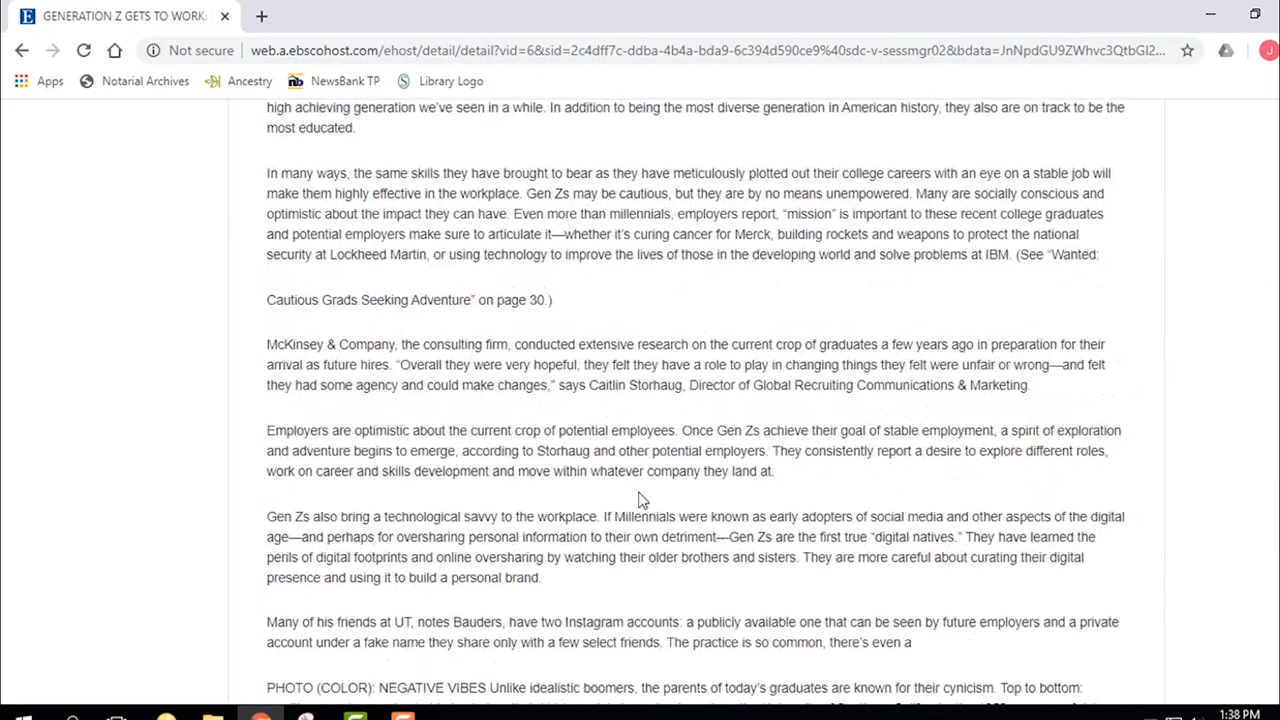 GENERATION Z GETS TO WORK:
Not secure
web.a.ebscohost.com/ehost/detail/detail?vid=6&sid=2c4dff7c-ddba-4b4a-bda9-6c394d590ce9%40sdc-v-sessmgr02&bdata=JnNpdGU9ZWhvc3QtbGl2...
J
Apps Notarial Archives Ancestry NewsBank TP Library Logo
high achieving generation we've seen in a while. In addition to being the most diverse generation in American history, they also are on track to be the
most educated.
In many ways, the same skills they have brought to bear as they have meticulously plotted out their college careers with an eye on a stable job will
make them highly effective in the workplace. Gen Zs may be cautious, but they are by no means unempowered. Many are socially conscious and
optimistic about the impact they can have. Even more than millennials, employers report, “mission” is important to these recent college graduates
and potential employers make sure to articulate it—whether it's curing cancer for Merck, building rockets and weapons to protect the national
security at Lockheed Martin, or using technology to improve the lives of those in the developing world and solve problems at IBM. (See “Wanted:
Cautious Grads Seeking Adventure” on page 30.)
McKinsey & Company, the consulting firm, conducted extensive research on the current crop of graduates a few years ago in preparation for their
arrival as future hires. “Overall they were very hopeful, they felt they have a role to play in changing things they felt were unfair or wrong—and felt
they had some agency and could make changes,” says Caitlin Storhaug, Director of Global Recruiting Communications & Marketing.
Employers are optimistic about the current crop of potential employees. Once Gen Zs achieve their goal of stable employment, a spirit of exploration
and adventure begins to emerge, according to Storhaug and other potential employers. They consistently report a desire to explore different roles,
work on career and skills development and move within whatever company they land at.
Gen Zs also bring a technological savvy to the workplace. If Millennials were known as early adopters of social media and other aspects of the digital
age—and perhaps for oversharing personal information to their own detriment—Gen Zs are the first true “digital natives.” They have learned the
perils of digital footprints and online oversharing by watching their older brothers and sisters. They are more careful about curating their digital
presence and using it to build a personal brand.
Many of his friends at UT, notes Bauders, have two Instagram accounts: a publicly available one that can be seen by future employers and a private
account under a fake name they share only with a few select friends. The practice is so common, there's even a
PHOTO (COLOR): NEGATIVE VIBES Unlike idealistic boomers, the parents of today's graduates are known for their cynicism. Top to bottom:
1:38 PM